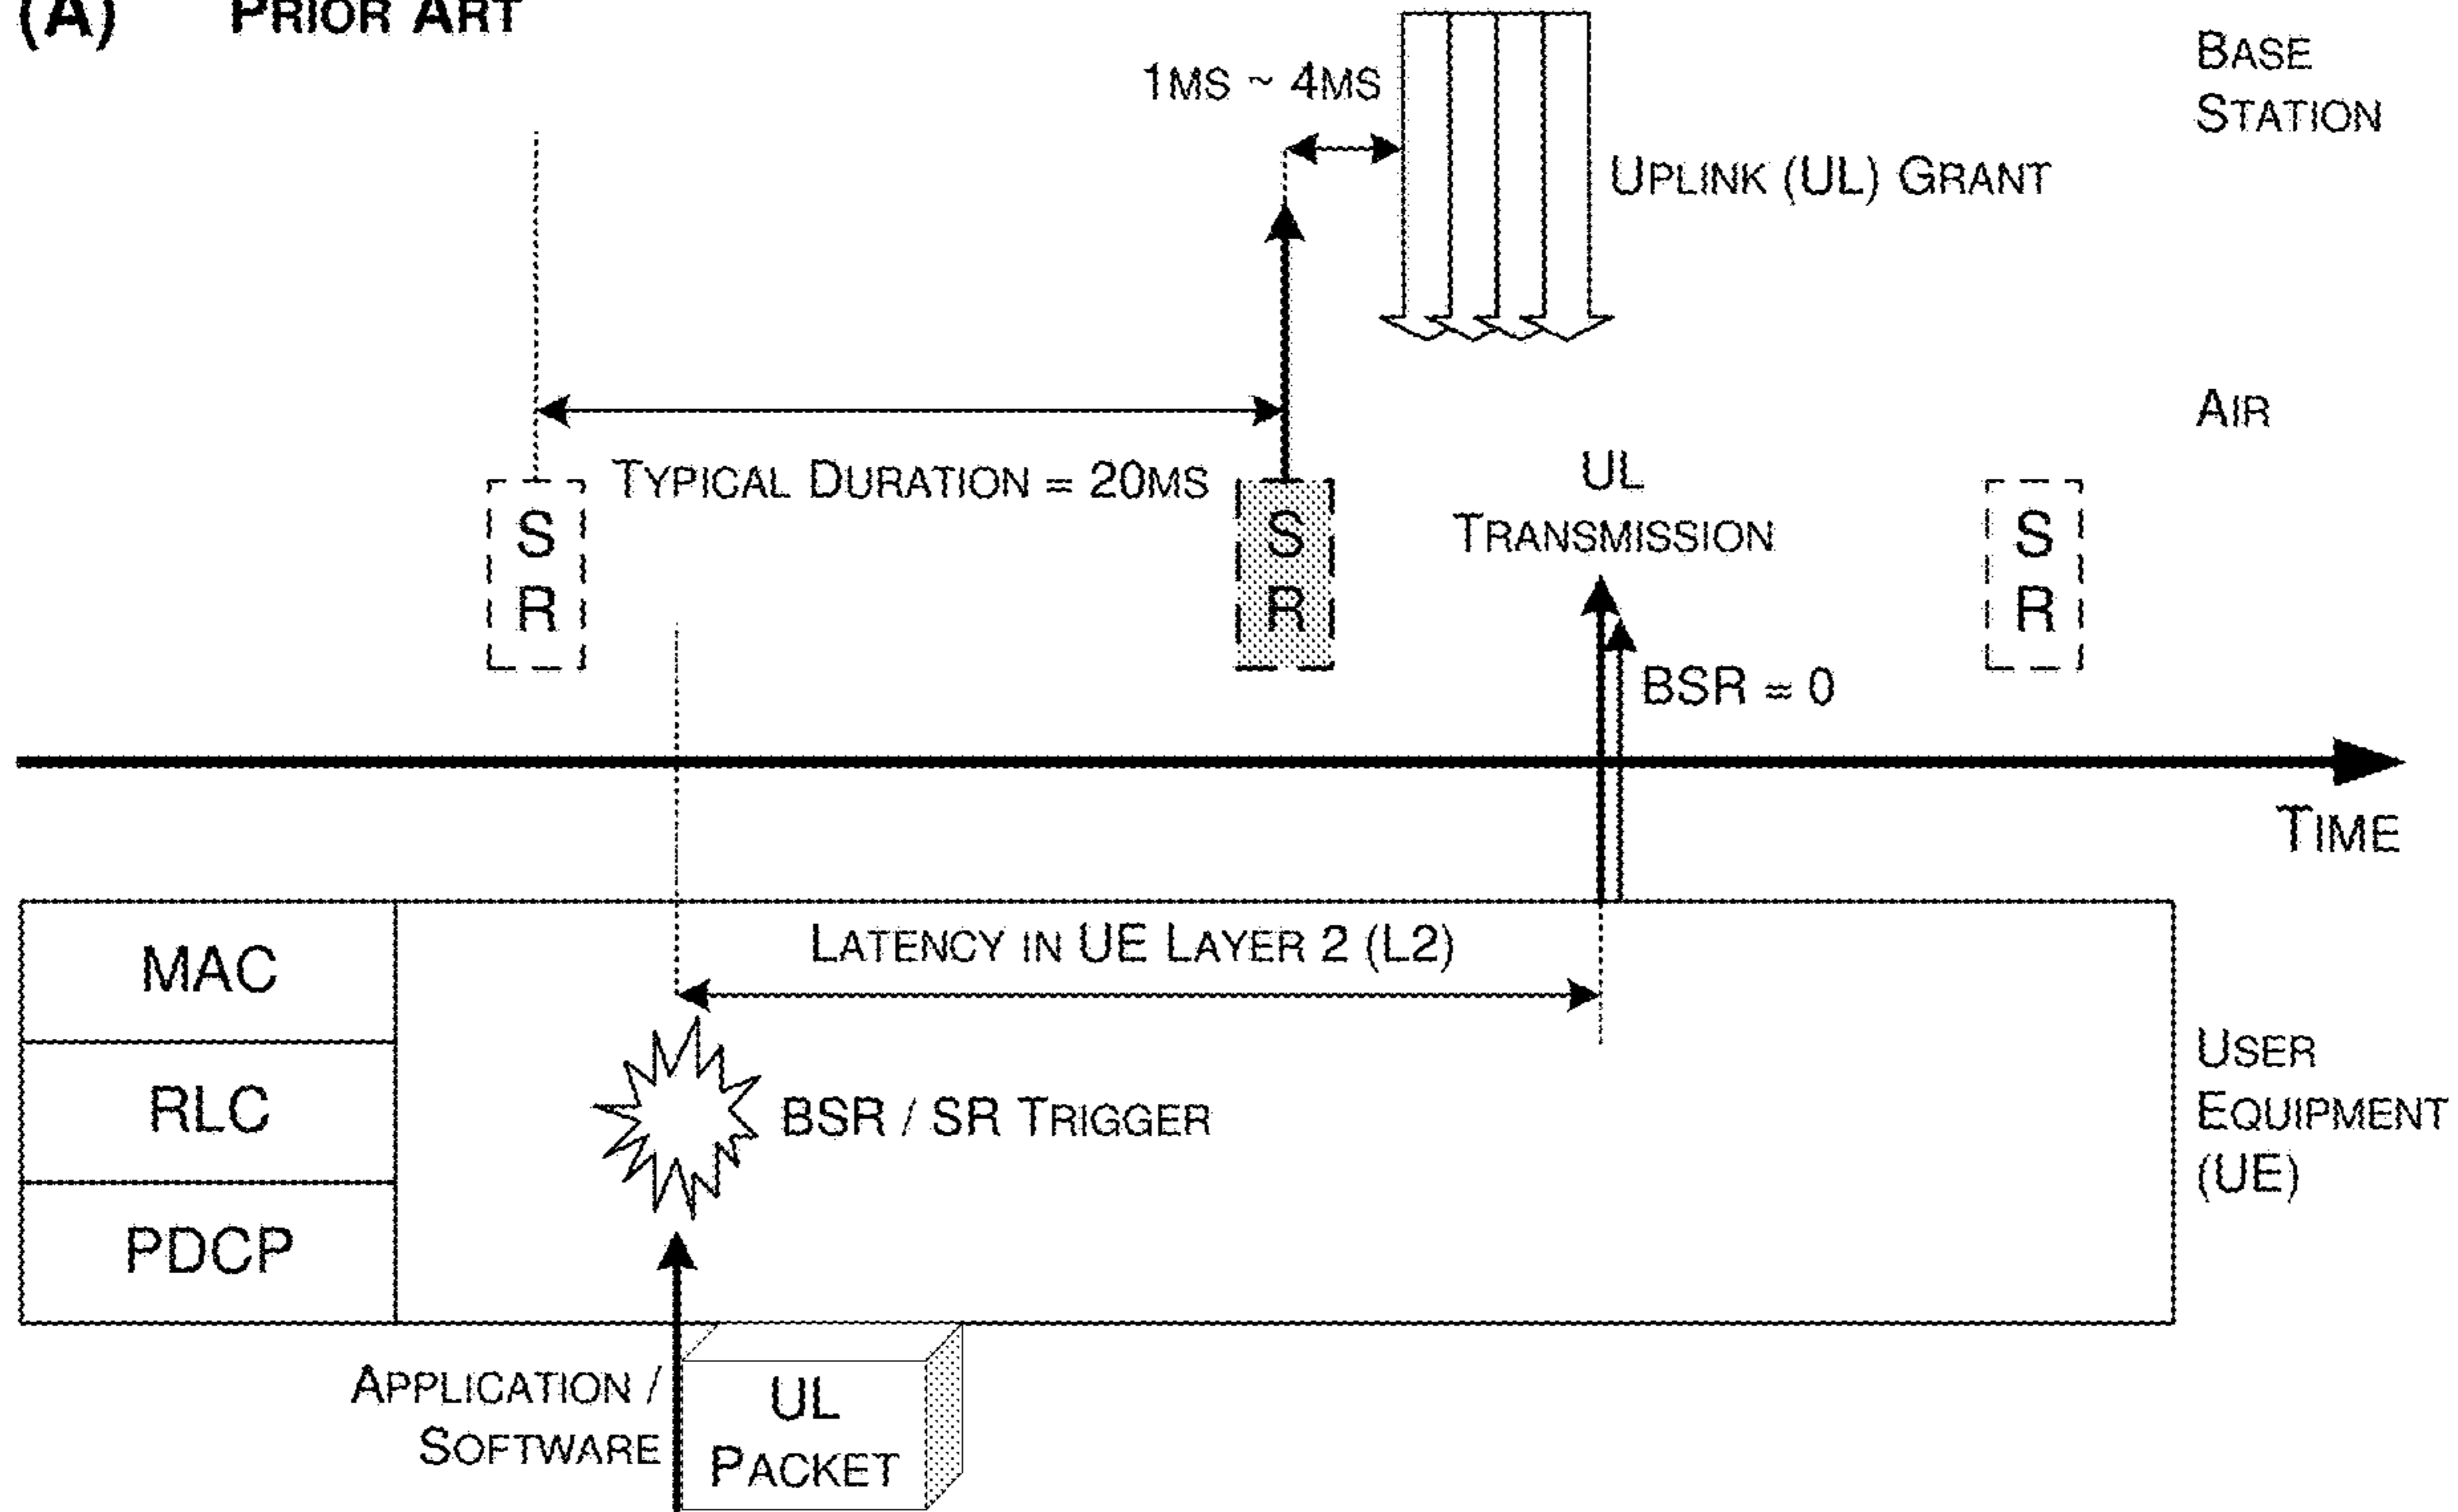 (A) PRIOR ART
BASE
STATION
1MS ~ 4MS
UPLINK (UL) GRANT
AIR
TYPICAL DURATION = 20MS
UL
TRANSMISSION
S
R
S
R
S
R
BSR = 0
TIME
MAC
RLC
PDCP
LATENCY IN UE LAYER 2 (L2)
BSR / SR TRIGGER
USER
EQUIPMENT
(UE)
APPLICATION /
SOFTWARE
UL
PACKET